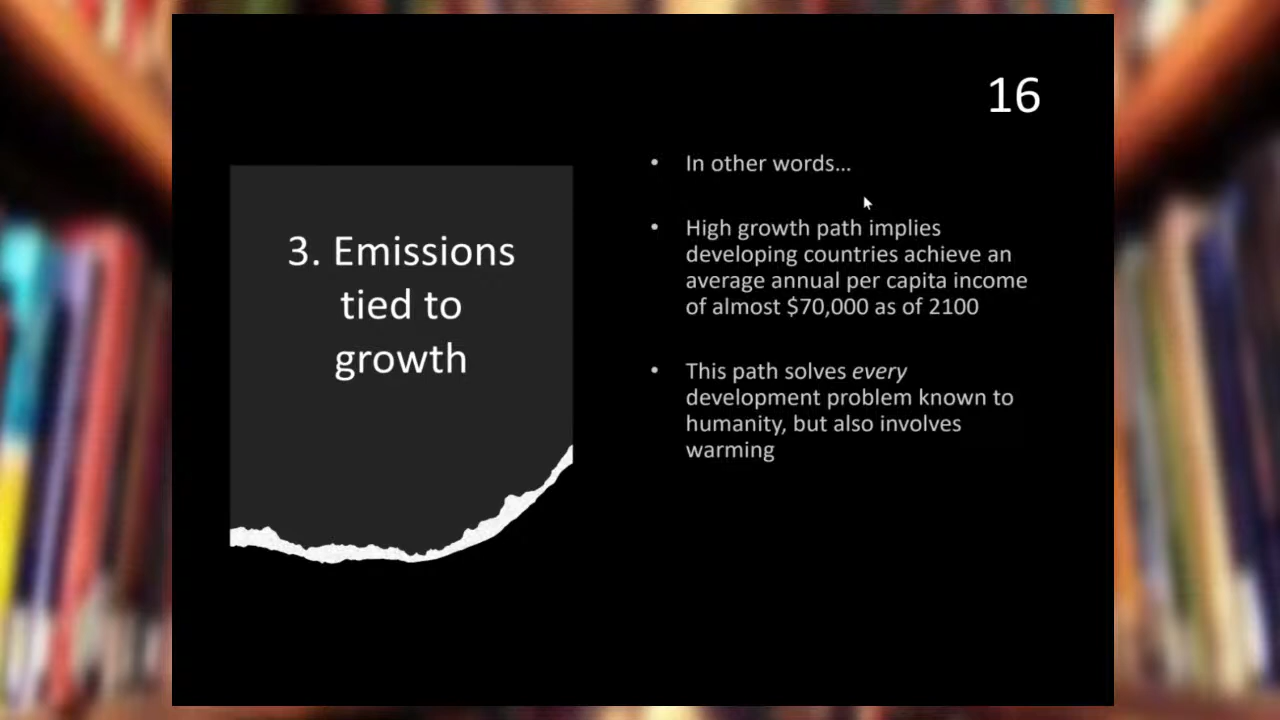 16
3. Emissions
tied to
growth
• In other words...
• High growth path implies
developing countries achieve an
average annual per capita income
of almost $70,000 as of 2100
• This path solves every
development problem known to
humanity, but also involves
warming